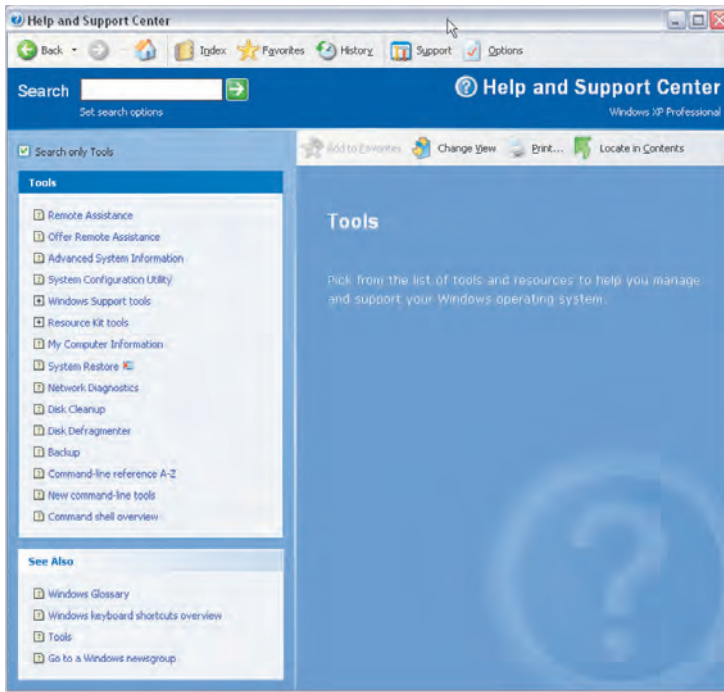 Help and Support Center
Back
Index
Favorites
History
Support
Options
Search
Set search options
Help and Support Center
Windows XP Professional
Search only Tools
Add to Favorites
Change View
Print...
Locate in Contents
Tools
Remote Assistance
Offer Remote Assistance
Advanced System Information
System Configuration Utility
Windows Support tools
Resource Kit tools
My Computer Information
System Restore
Network Diagnostics
Disk Cleanup
Disk Defragmenter
Backup
Command-line reference A-Z
New command-line tools
Command shell overview
See Also
Windows Glossary
Windows keyboard shortcuts overview
Tools
Go to a Windows newsgroup
Tools
Pick from the list of tools and resources to help you manage
and support your Windows operating system.